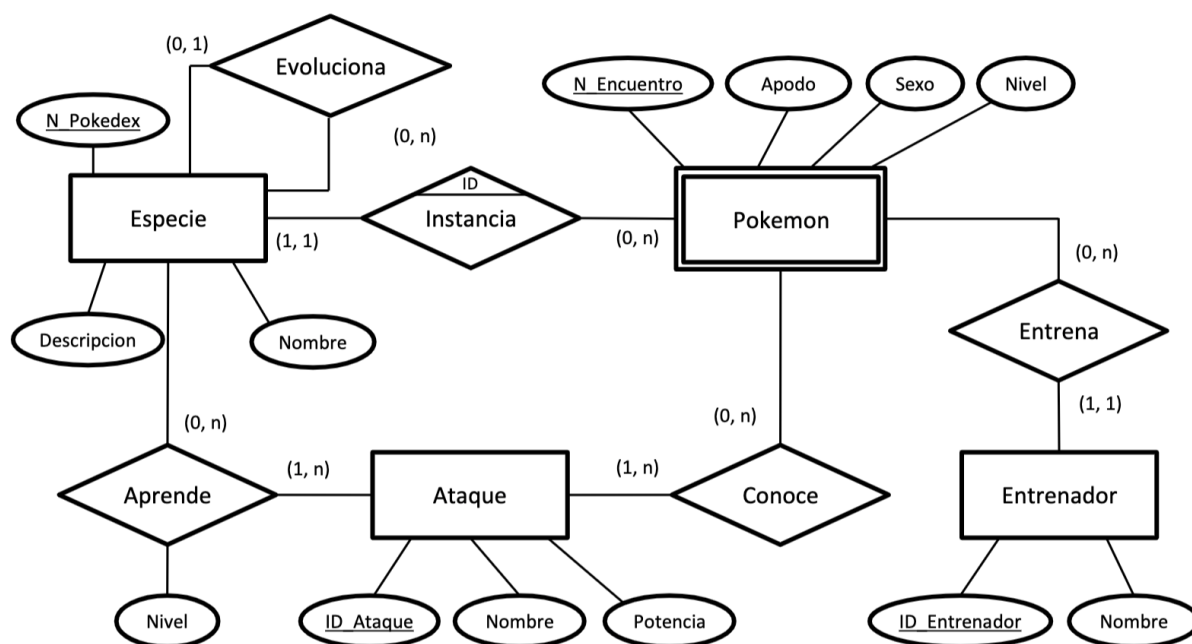 (0, 1)
Evoluciona
N_Encuentro
Apodo
Sexo
Nivel
N_Pokedex
(0, n)
ID
Especie
Instancia
Pokemon
(1, 1)
(0, n)
(0, n)
Descripcion
Nombre
Entrena
(0, n)
(0, n)
(1, 1)
(1, n)
(1, n)
Aprende
Ataque
Conoce
Entrenador
Nivel
ID_Ataque
Nombre
Potencia
ID_Entrenador
Nombre